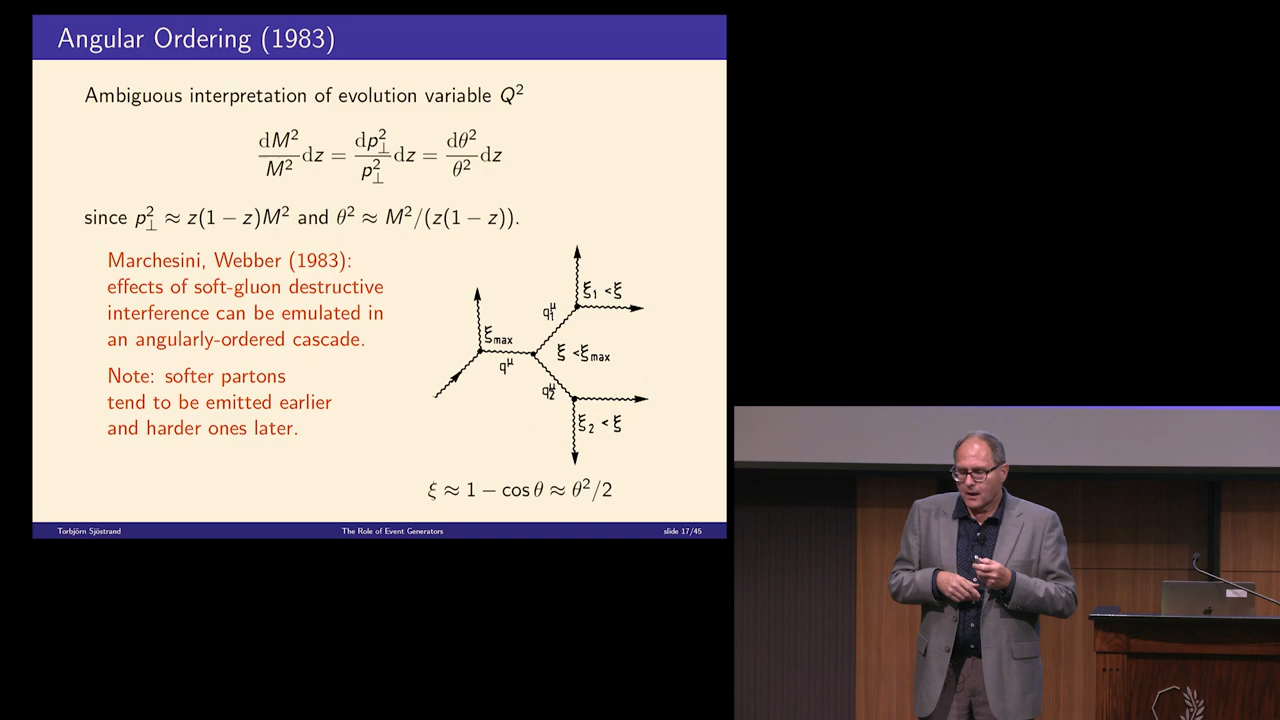 Angular Ordering (1983)
Ambiguous interpretation of evolution variable Q²
dM²/M² dz = dp⊥²/p⊥² dz = dθ²/θ² dz
since p⊥² ≈ z(1 − z)M² and θ² ≈ M²/(z(1 − z)).
Marchesini, Webber (1983):
effects of soft-gluon destructive
interference can be emulated in
an angularly-ordered cascade.
Note: softer partons
tend to be emitted earlier
and harder ones later.
ξ₁ < ξ
q₁^μ
ξmax
ξ < ξmax
q^μ
q₂^μ
ξ₂ < ξ
ξ ≈ 1 − cos θ ≈ θ²/2
Torbjörn Sjöstrand
The Role of Event Generators
slide 17/45